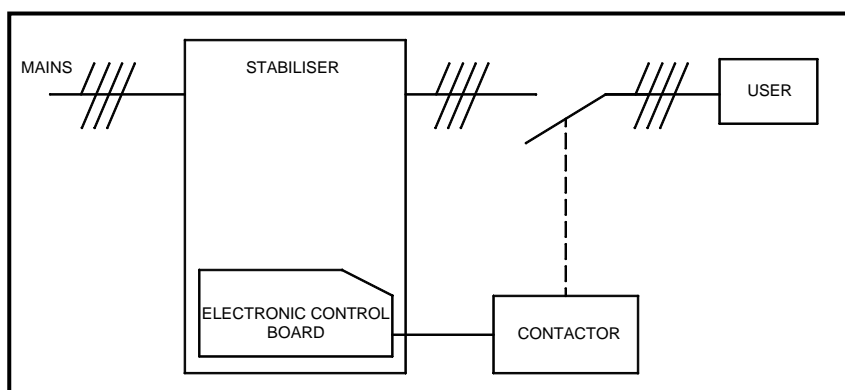 MAINS
STABILISER
USER
ELECTRONIC CONTROL
BOARD
CONTACTOR